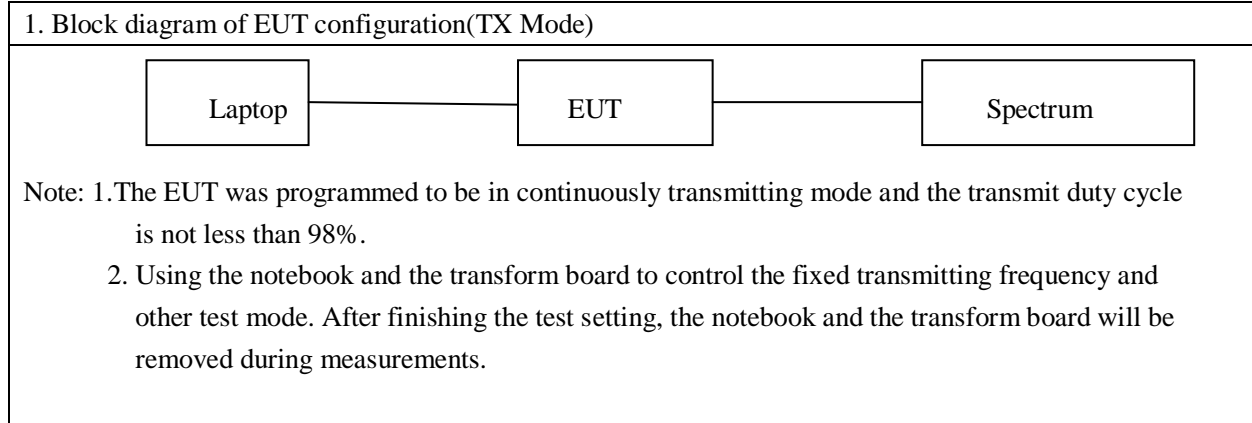 1. Block diagram of EUT configuration(TX Mode)
Laptop EUT Spectrum
Note: 1.The EUT was programmed to be in continuously transmitting mode and the transmit duty cycle
is not less than 98%.
2. Using the notebook and the transform board to control the fixed transmitting frequency and
other test mode. After finishing the test setting, the notebook and the transform board will be
removed during measurements.